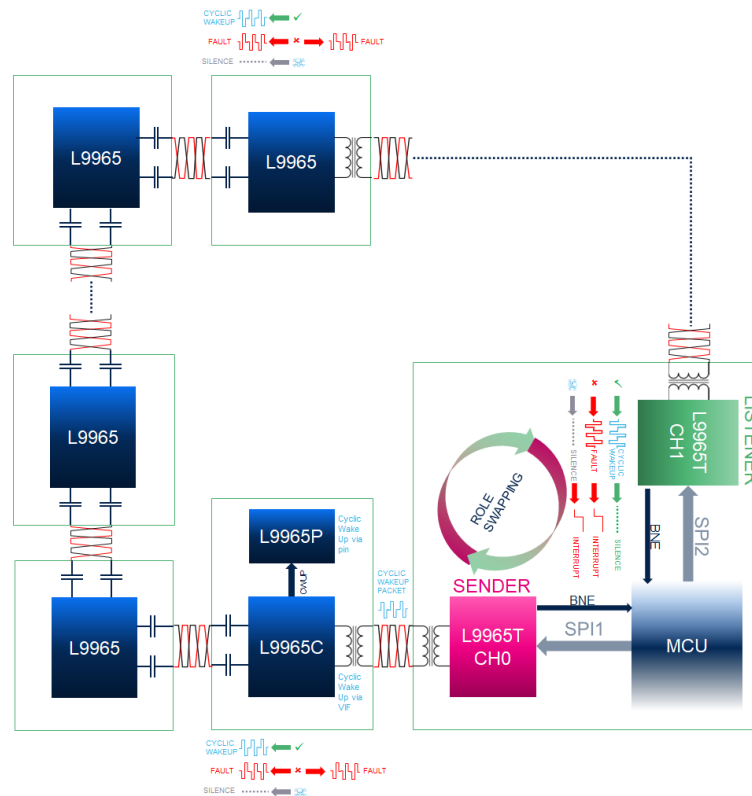 CYCLIC
WAKEUP
FAULT
FAULT
SILENCE
L9965
L9965
L9965
L9965
L9965P
Cyclic
Wake
Up via
pin
CWUP
L9965C
Cyclic
Wake
Up via
VIF
CYCLIC
WAKEUP
PACKET
ROLE
SWAPPING
SILENCE
INTERRUPT
FAULT
INTERRUPT
CYCLIC
WAKEUP
SILENCE
LISTENER
L9965T
CH1
BNE
SPI2
SENDER
L9965T
CH0
BNE
SPI1
MCU
CYCLIC
WAKEUP
FAULT
FAULT
SILENCE